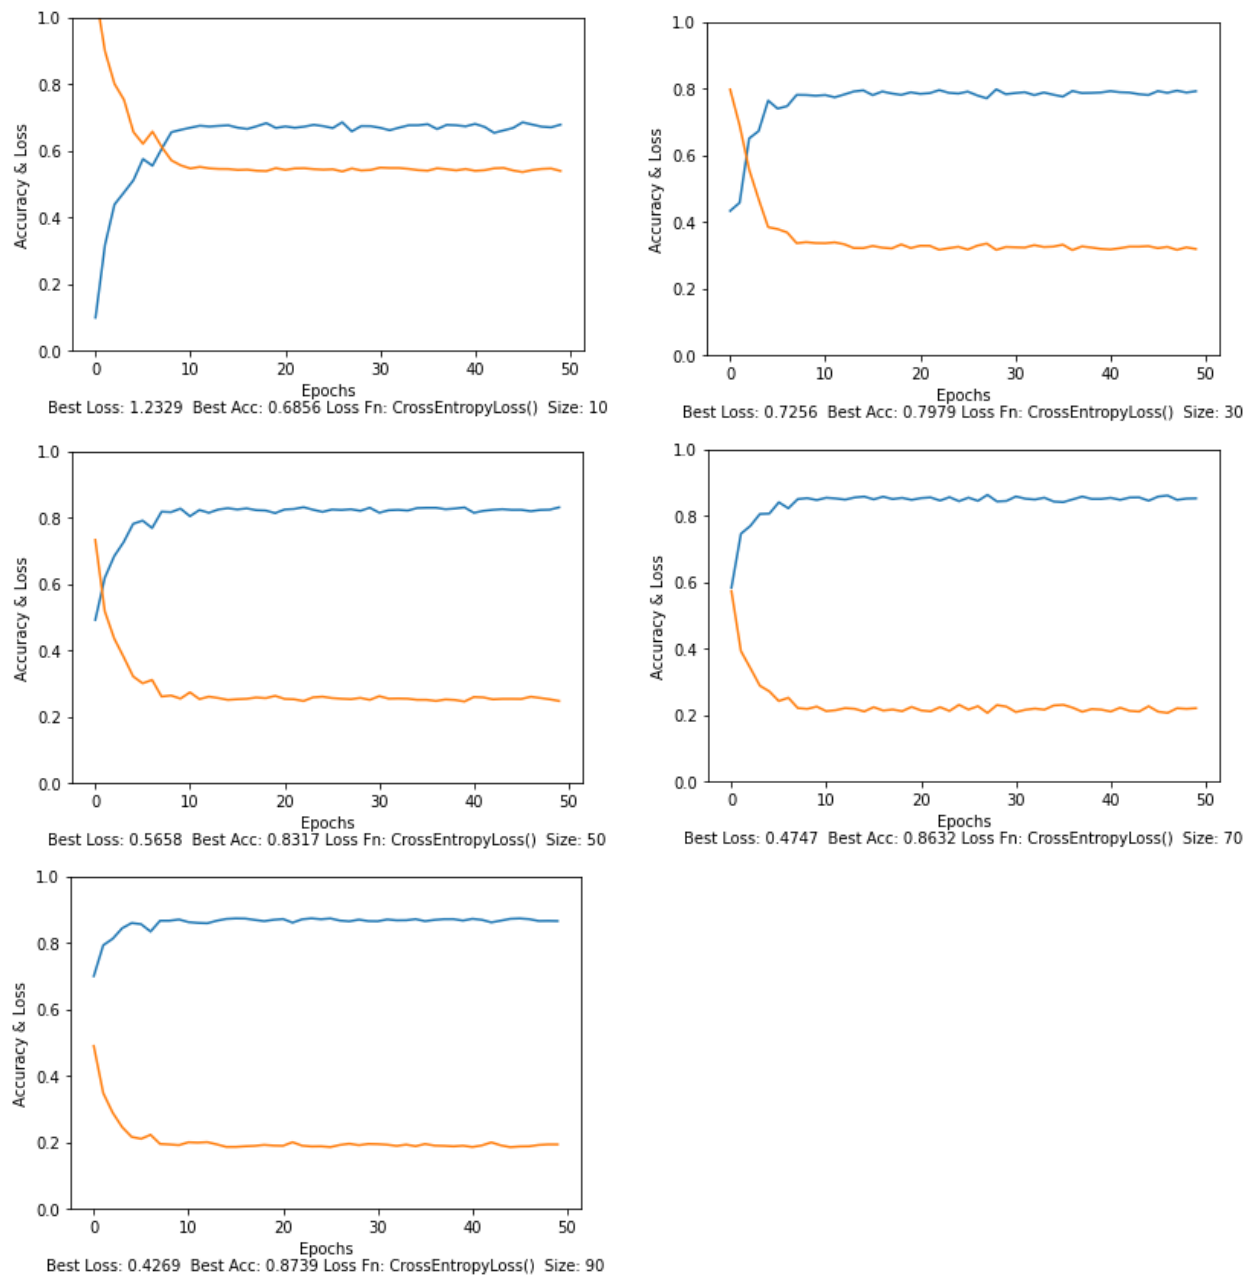 1.0
0.8
0.6
0.4
0.2
0.0
Accuracy & Loss
0 10 20 30 40 50
Epochs
Best Loss: 1.2329 Best Acc: 0.6856 Loss Fn: CrossEntropyLoss() Size: 10
1.0
0.8
0.6
0.4
0.2
0.0
Accuracy & Loss
0 10 20 30 40 50
Epochs
Best Loss: 0.7256 Best Acc: 0.7979 Loss Fn: CrossEntropyLoss() Size: 30
1.0
0.8
0.6
0.4
0.2
0.0
Accuracy & Loss
0 10 20 30 40 50
Epochs
Best Loss: 0.5658 Best Acc: 0.8317 Loss Fn: CrossEntropyLoss() Size: 50
1.0
0.8
0.6
0.4
0.2
0.0
Accuracy & Loss
0 10 20 30 40 50
Epochs
Best Loss: 0.4747 Best Acc: 0.8632 Loss Fn: CrossEntropyLoss() Size: 70
1.0
0.8
0.6
0.4
0.2
0.0
Accuracy & Loss
0 10 20 30 40 50
Epochs
Best Loss: 0.4269 Best Acc: 0.8739 Loss Fn: CrossEntropyLoss() Size: 90